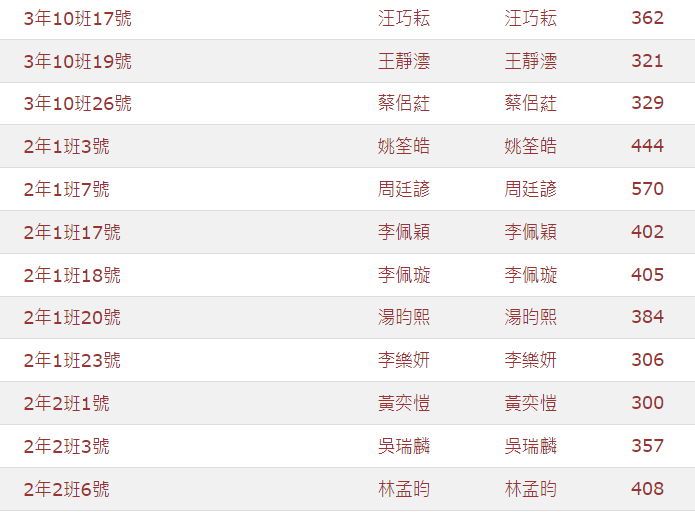 3年10班17號 汪巧耘 汪巧耘 362
3年10班19號 王靜澐 王靜澐 321
3年10班26號 蔡侶荭 蔡侶荭 329
2年1班3號 姚筌皓 姚筌皓 444
2年1班7號 周廷諺 周廷諺 570
2年1班17號 李佩穎 李佩穎 402
2年1班18號 李佩璇 李佩璇 405
2年1班20號 湯昀熙 湯昀熙 384
2年1班23號 李樂妍 李樂妍 306
2年2班1號 黃奕愷 黃奕愷 300
2年2班3號 吳瑞麟 吳瑞麟 357
2年2班6號 林孟昀 林孟昀 408